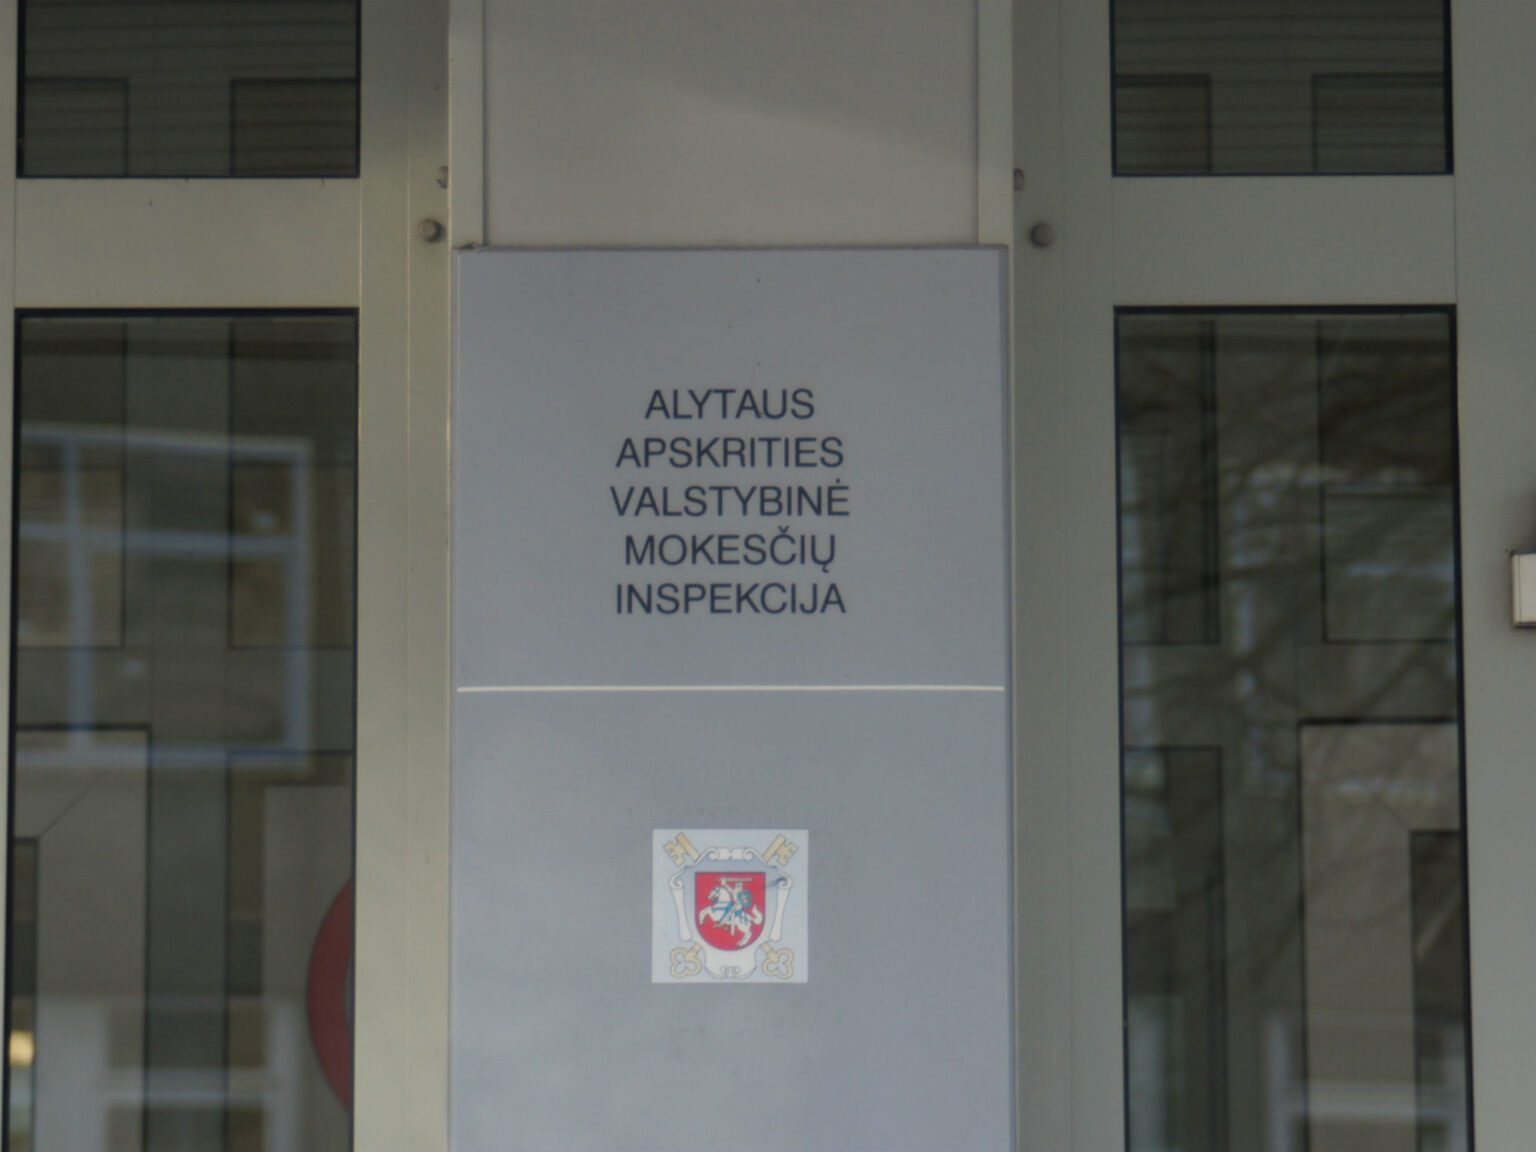 ALYTAUS
APSKRITIES
VALSTYBINĖ
MOKESČIŲ
INSPEKCIJA